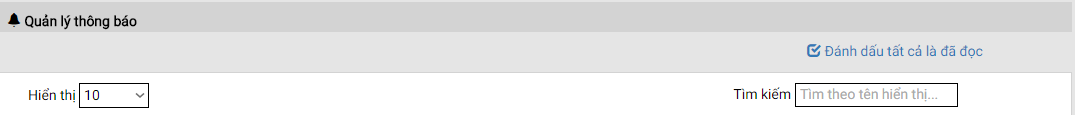 Quản lý thông báo
Đánh dấu tất cả là đã đọc
Hiển thị 10 Tìm kiếm Tìm theo tên hiển thị...